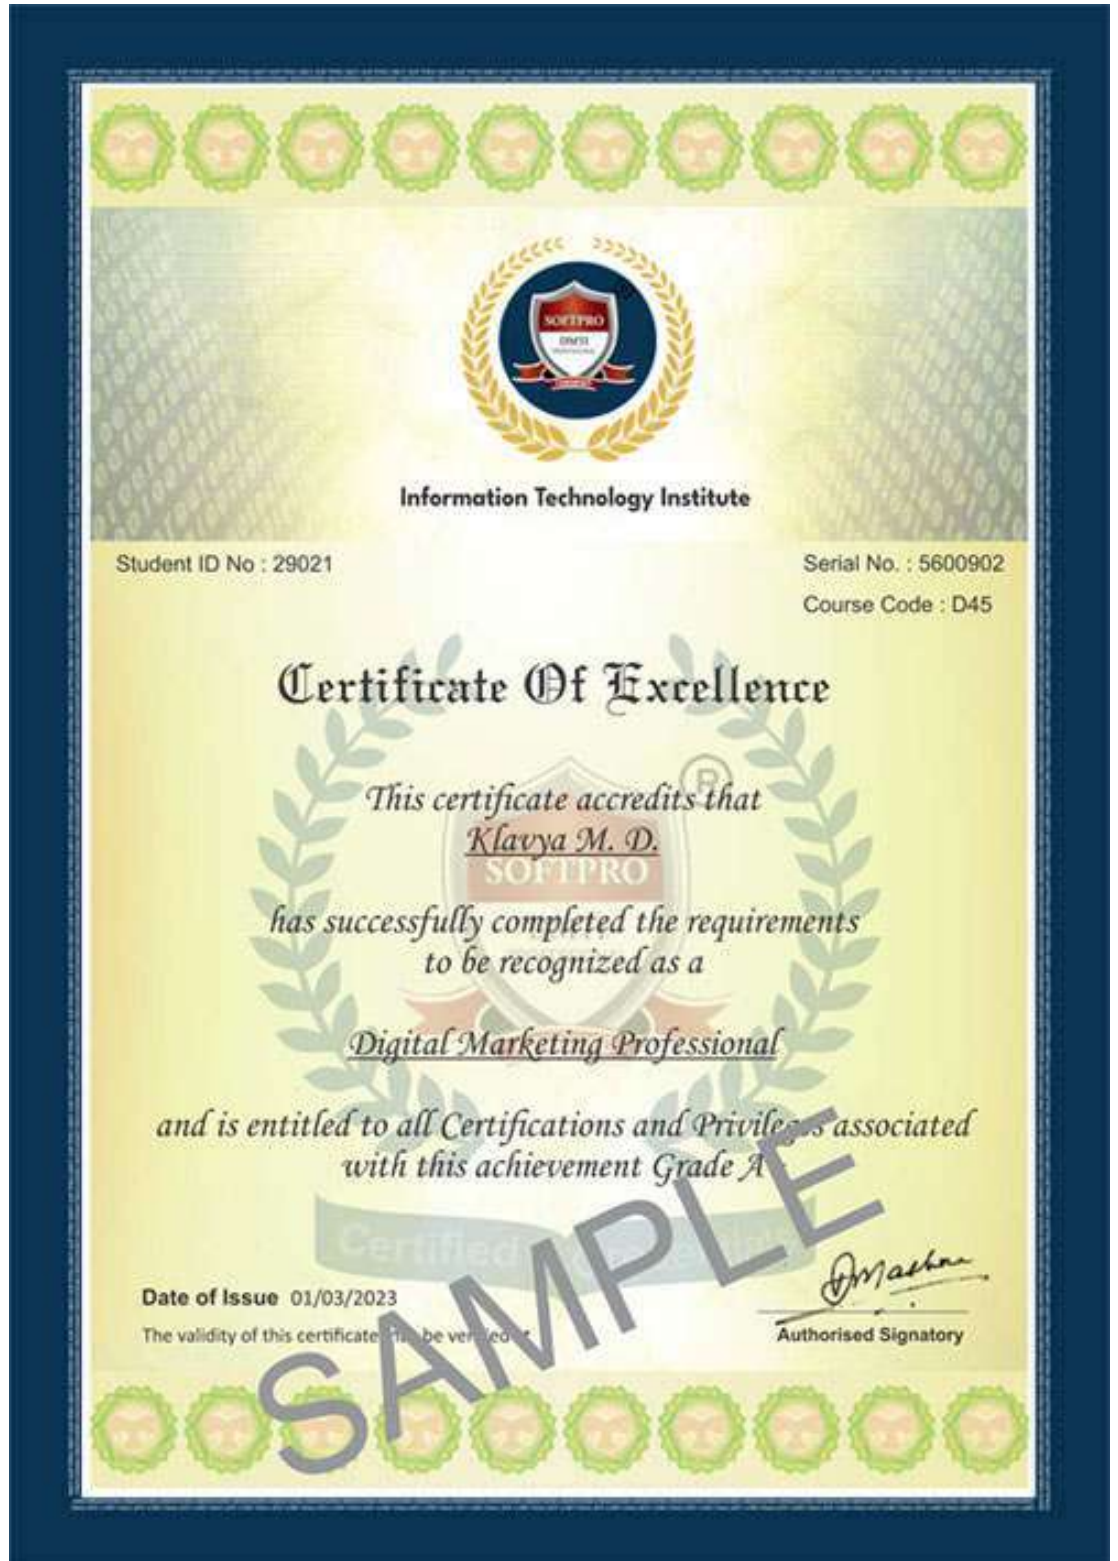 SOFTPRO
Information Technology Institute
Student ID No : 29021
Serial No. : 5600902
Course Code : D45
Certificate Of Excellence
This certificate accredits that
Klavya M. D.
SOFTPRO
®
has successfully completed the requirements
to be recognized as a
Digital Marketing Professional
and is entitled to all Certifications and Privileges associated
with this achievement Grade A
Certified
Date of Issue 01/03/2023
The validity of this certificate be verified
Authorised Signatory
SAMPLE